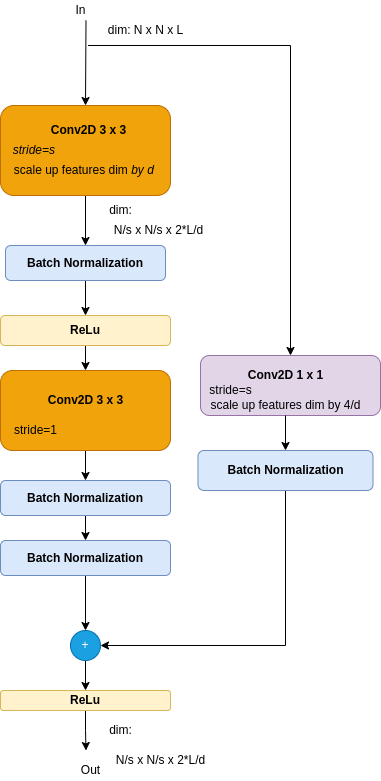 In
dim: N x N x L
Conv2D 3 x 3
stride=s
scale up features dim by d
dim:
N/s x N/s x 2*L/d
Batch Normalization
ReLu
Conv2D 3 x 3
stride=1
Batch Normalization
Batch Normalization
Conv2D 1 x 1
stride=s
scale up features dim by 4/d
Batch Normalization
+
ReLu
dim:
N/s x N/s x 2*L/d
Out